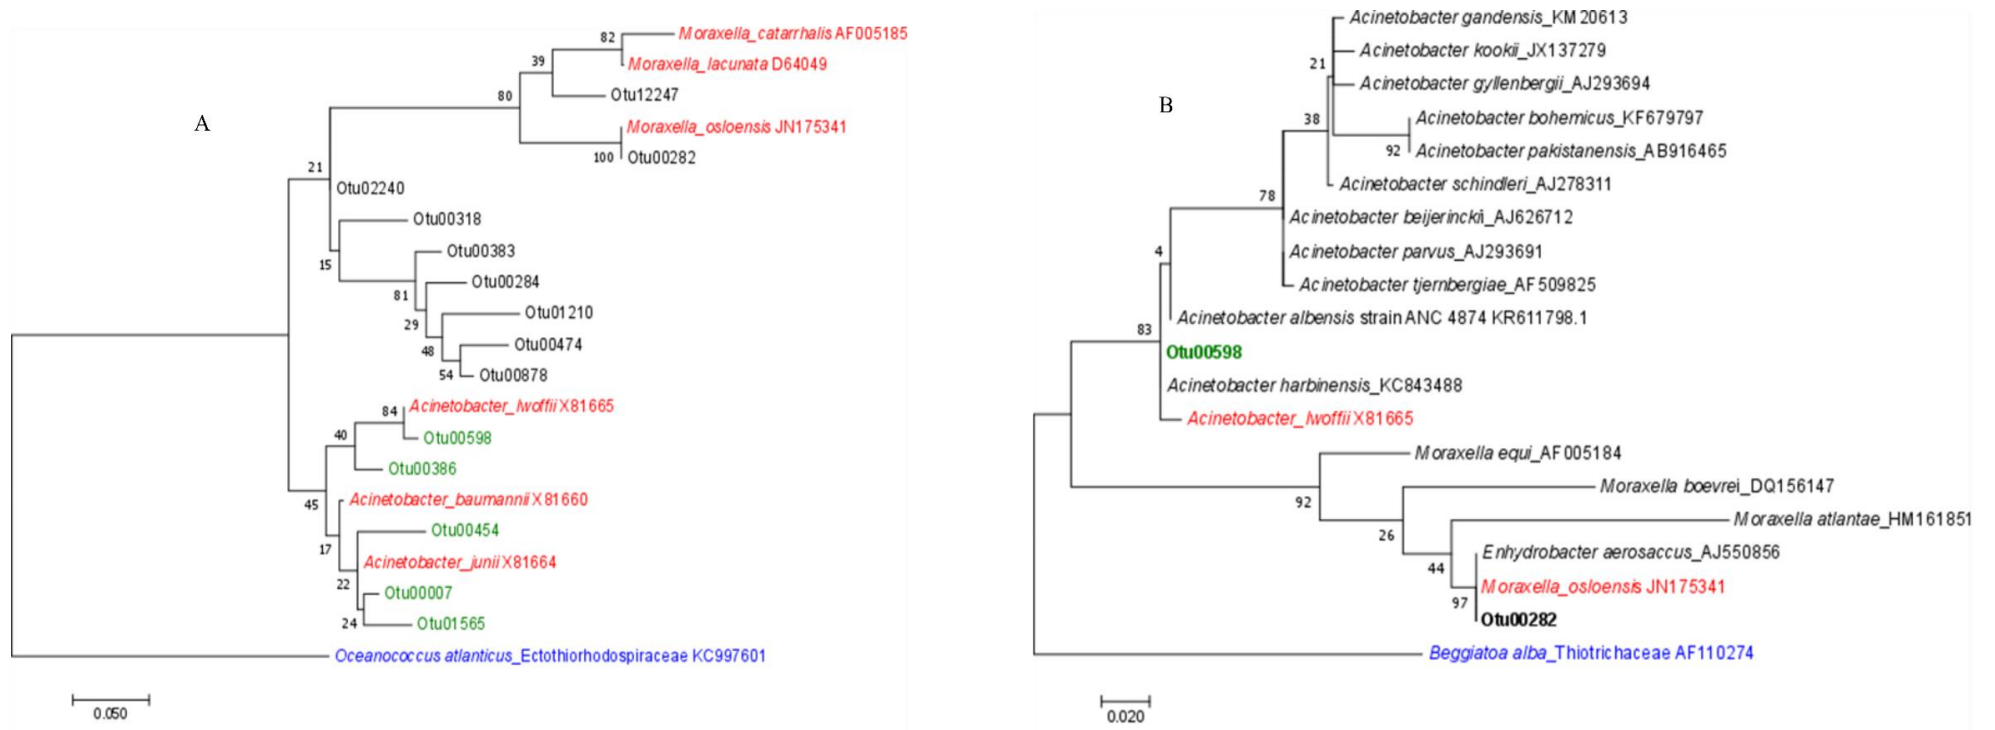 A
82
Moraxella_catarrhalis AF005185
39
Moraxella_lacunata D64049
80
Otu12247
Moraxella_osloensis JN175341
100
Otu00282
21
Otu02240
Otu00318
15
Otu00383
81
Otu00284
29
Otu01210
48
Otu00474
54
Otu00878
84
Acinetobacter_lwoffii X81665
40
Otu00598
Otu00386
45
Acinetobacter_baumannii X81660
Otu00454
17
Acinetobacter_junii X81664
22
Otu00007
24
Otu01565
Oceanococcus atlanticus_Ectothiorhodospiraceae KC997601
0.050
B
Acinetobacter gandensis_KM20613
Acinetobacter kookii_JX137279
21
Acinetobacter gyllenbergii_AJ293694
38
Acinetobacter bohemicus_KF679797
92
Acinetobacter pakistanensis_AB916465
Acinetobacter schindleri_AJ278311
78
Acinetobacter beijerinckii_AJ626712
4
Acinetobacter parvus_AJ293691
Acinetobacter tjernbergiae_AF509825
Acinetobacter albensis strain ANC 4874 KR611798.1
83
Otu00598
Acinetobacter harbinensis_KC843488
Acinetobacter_lwoffii X81665
Moraxella equi_AF005184
92
Moraxella boevrei_DQ156147
26
Moraxella atlantae_HM161851
44
Enhydrobacter aerosaccus_AJ550856
97
Moraxella_osloensis JN175341
Otu00282
Beggiatoa alba_Thiotrichaceae AF110274
0.020